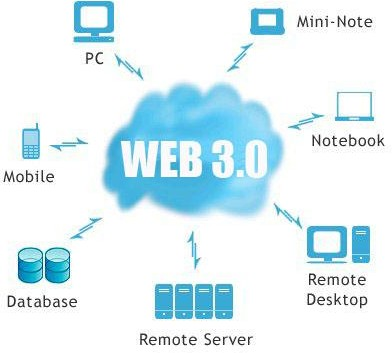 Mini-Note
PC
Notebook
WEB 3.0
Mobile
Remote
Desktop
Database
Remote Server